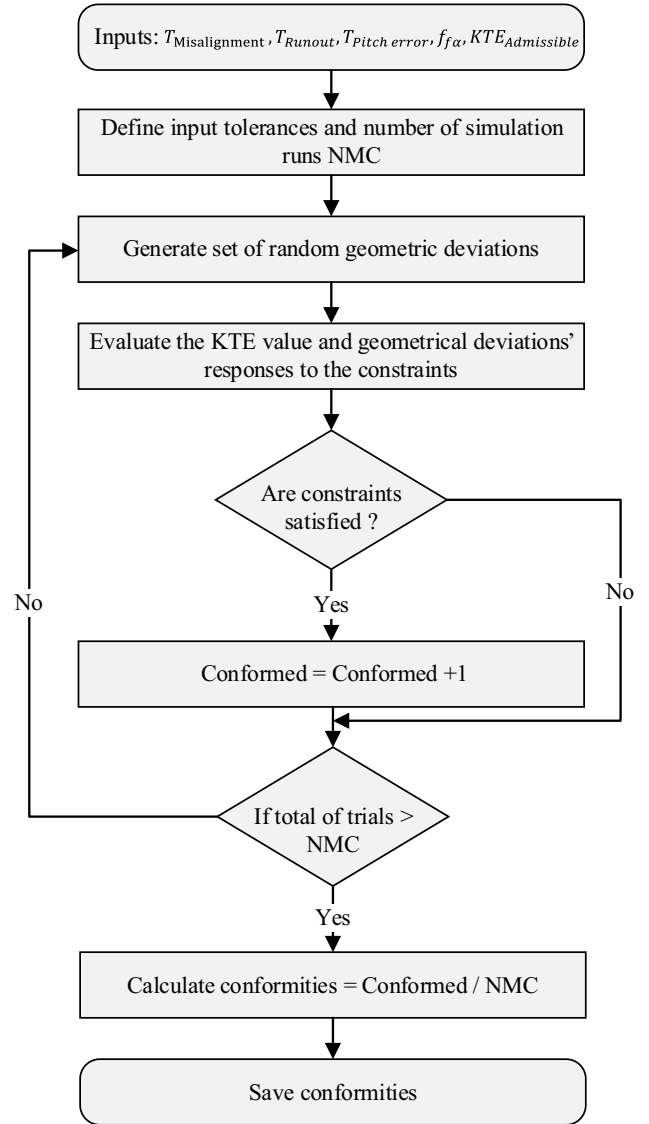 Inputs: T_Misalignment, T_Runout, T_Pitch error, f_fα, KTE_Admissible
Define input tolerances and number of simulation
runs NMC
Generate set of random geometric deviations
Evaluate the KTE value and geometrical deviations’
responses to the constraints
Are constraints
satisfied ?
No
No
Yes
Conformed = Conformed +1
If total of trials >
NMC
Yes
Calculate conformities = Conformed / NMC
Save conformities